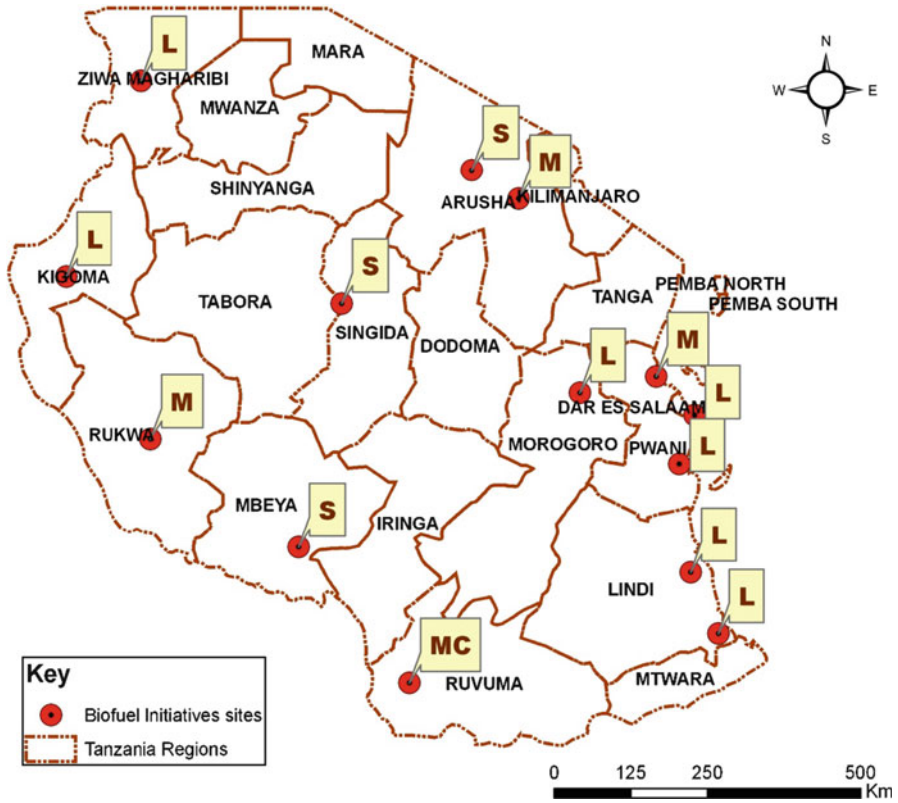 L
MARA
ZIWA MAGHARIBI
MWANZA
N
W E
S
S
M
SHINYANGA
ARUSHA
KILIMANJARO
L
KIGOMA
S
TABORA
TANGA
PEMBA NORTH
PEMBA SOUTH
SINGIDA
DODOMA
M
L
L
DAR ES SALAAM
M
RUKWA
MOROGORO
PWANI
L
MBEYA
S
IRINGA
L
LINDI
L
MC
RUVUMA
MTWARA
Key
Biofuel Initiatives sites
Tanzania Regions
0 125 250 500
Km